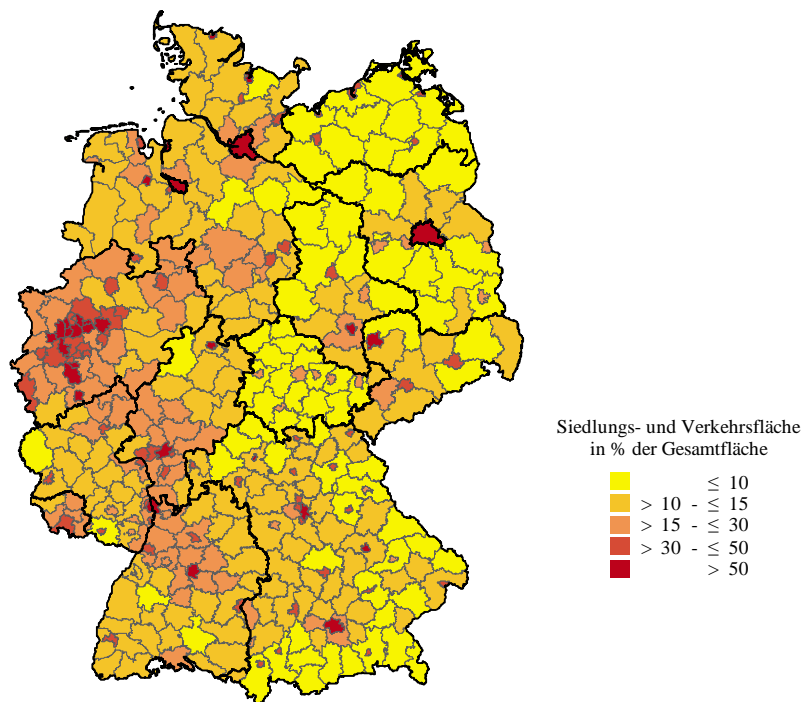 Siedlungs- und Verkehrsfläche
in % der Gesamtfläche
≤ 10
> 10 - ≤ 15
> 15 - ≤ 30
> 30 - ≤ 50
> 50